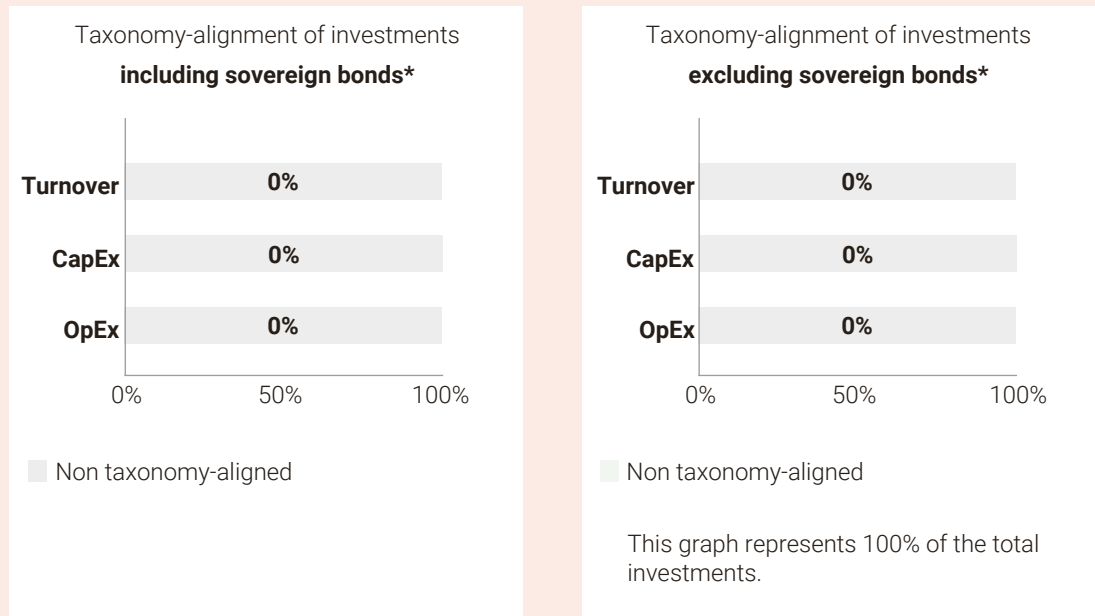 Taxonomy-alignment of investments
including sovereign bonds*
Turnover 0%
CapEx 0%
OpEx 0%
0% 50% 100%
Non taxonomy-aligned
Taxonomy-alignment of investments
excluding sovereign bonds*
Turnover 0%
CapEx 0%
OpEx 0%
0% 50% 100%
Non taxonomy-aligned
This graph represents 100% of the total
investments.